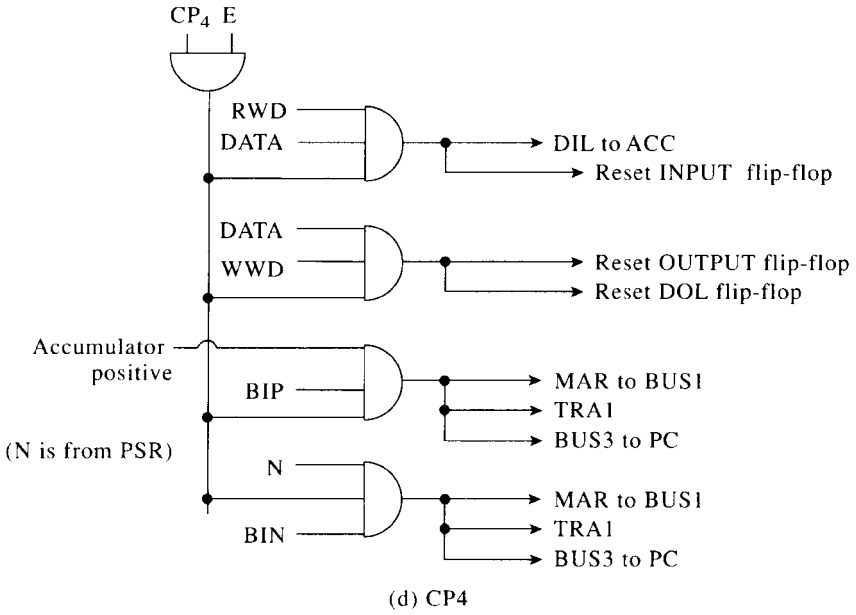 CP4 E
RWD
DATA
DIL to ACC
Reset INPUT flip-flop
DATA
WWD
Reset OUTPUT flip-flop
Reset DOL flip-flop
Accumulator
positive
BIP
MAR to BUS1
TRA1
BUS3 to PC
(N is from PSR)
N
BIN
MAR to BUS1
TRA1
BUS3 to PC
(d) CP4